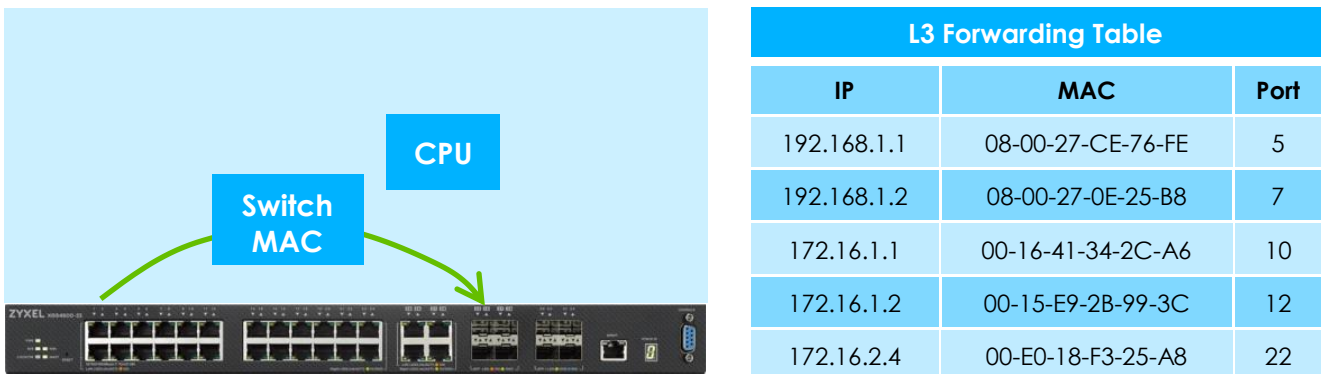 CPU
Switch
MAC
ZYXEL
L3 Forwarding Table
IP MAC Port
192.168.1.1 08-00-27-CE-76-FE 5
192.168.1.2 08-00-27-0E-25-B8 7
172.16.1.1 00-16-41-34-2C-A6 10
172.16.1.2 00-15-E9-2B-99-3C 12
172.16.2.4 00-E0-18-F3-25-A8 22